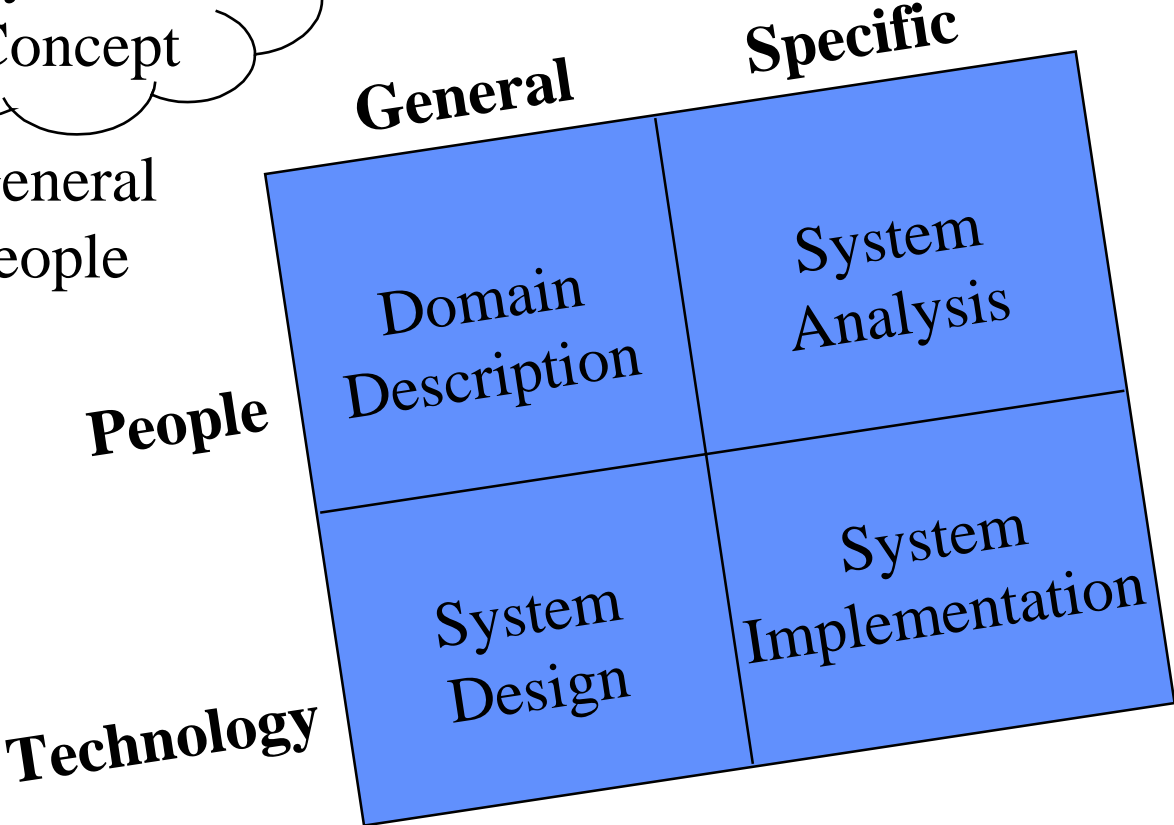 Concept
General
Specific
eneral
eople
Domain
Description
System
Analysis
People
System
Design
System
Implementation
Technology